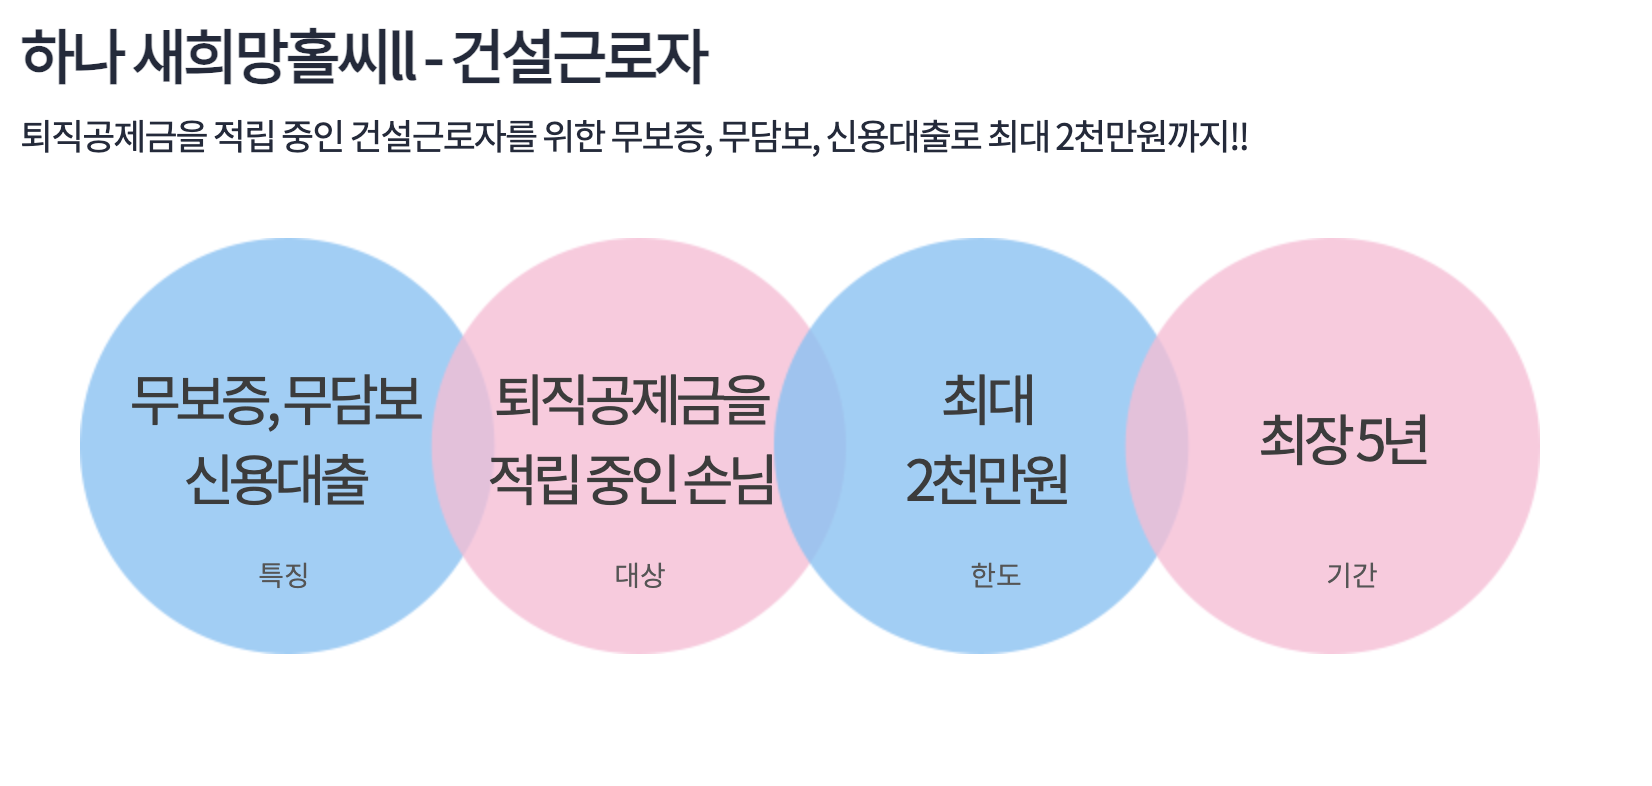 하나 새희망홀씨ll - 건설근로자
퇴직공제금을 적립 중인 건설근로자를 위한 무보증, 무담보, 신용대출로 최대 2천만원까지!!
무보증, 무담보
신용대출
특징
퇴직공제금을
적립 중인 손님
대상
최대
2천만원
한도
최장 5년
기간